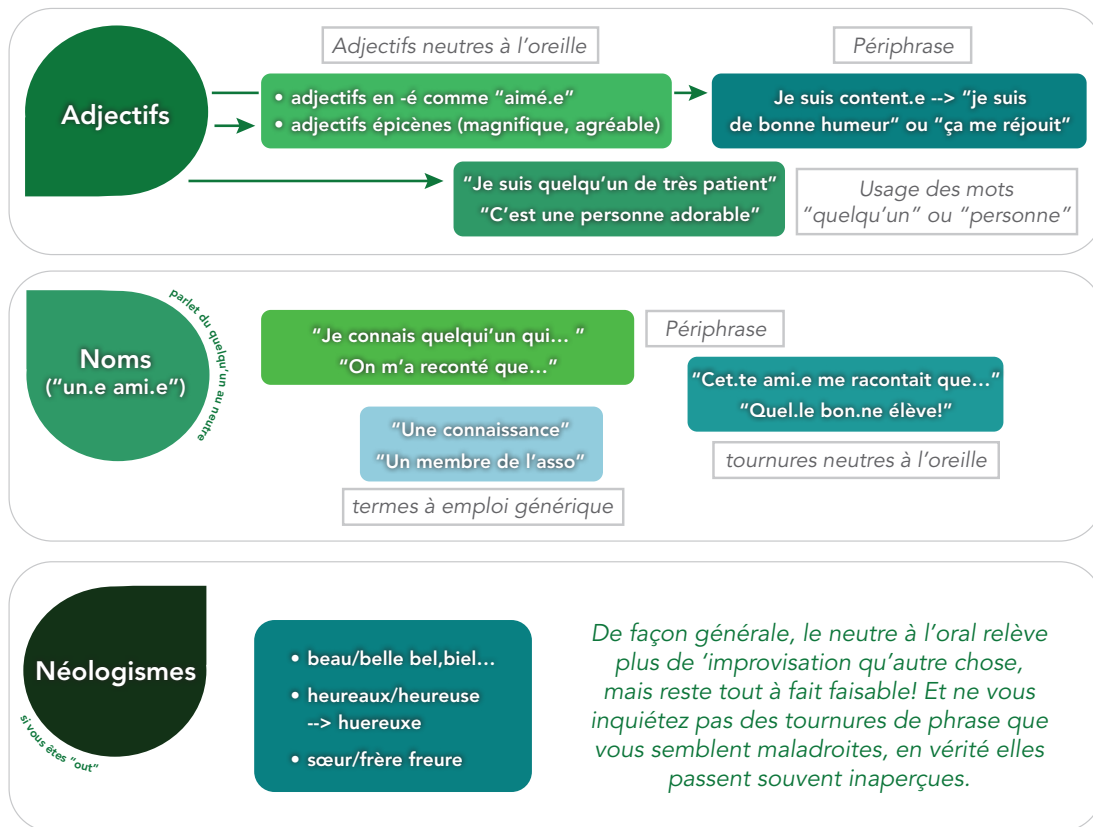 Adjectifs
Adjectifs neutres à l'oreille
• adjectifs en -é comme "aimé.e"
• adjectifs épicènes (magnifique, agréable)
Périphrase
Je suis content.e --> "je suis
de bonne humeur" ou "ça me réjouit"
"Je suis quelqu'un de très patient"
"C'est une personne adorable"
Usage des mots
"quelqu'un" ou "personne"
Noms
("un.e ami.e")
parlet du quelqu'un au neutre
"Je connais quelqui'un qui… "
"On m'a reconté que…"
Périphrase
"Cet.te ami.e me racontait que…"
"Quel.le bon.ne élève!"
tournures neutres à l'oreille
"Une connaissance"
"Un membre de l'asso"
termes à emploi générique
Néologismes
si vous êtes "out"
• beau/belle bel,biel…
• heureaux/heureuse
--> huereuxe
• sœur/frère freure
De façon générale, le neutre à l'oral relève
plus de 'improvisation qu'autre chose,
mais reste tout à fait faisable! Et ne vous
inquiétez pas des tournures de phrase que
vous semblent maladroites, en vérité elles
passent souvent inaperçues.